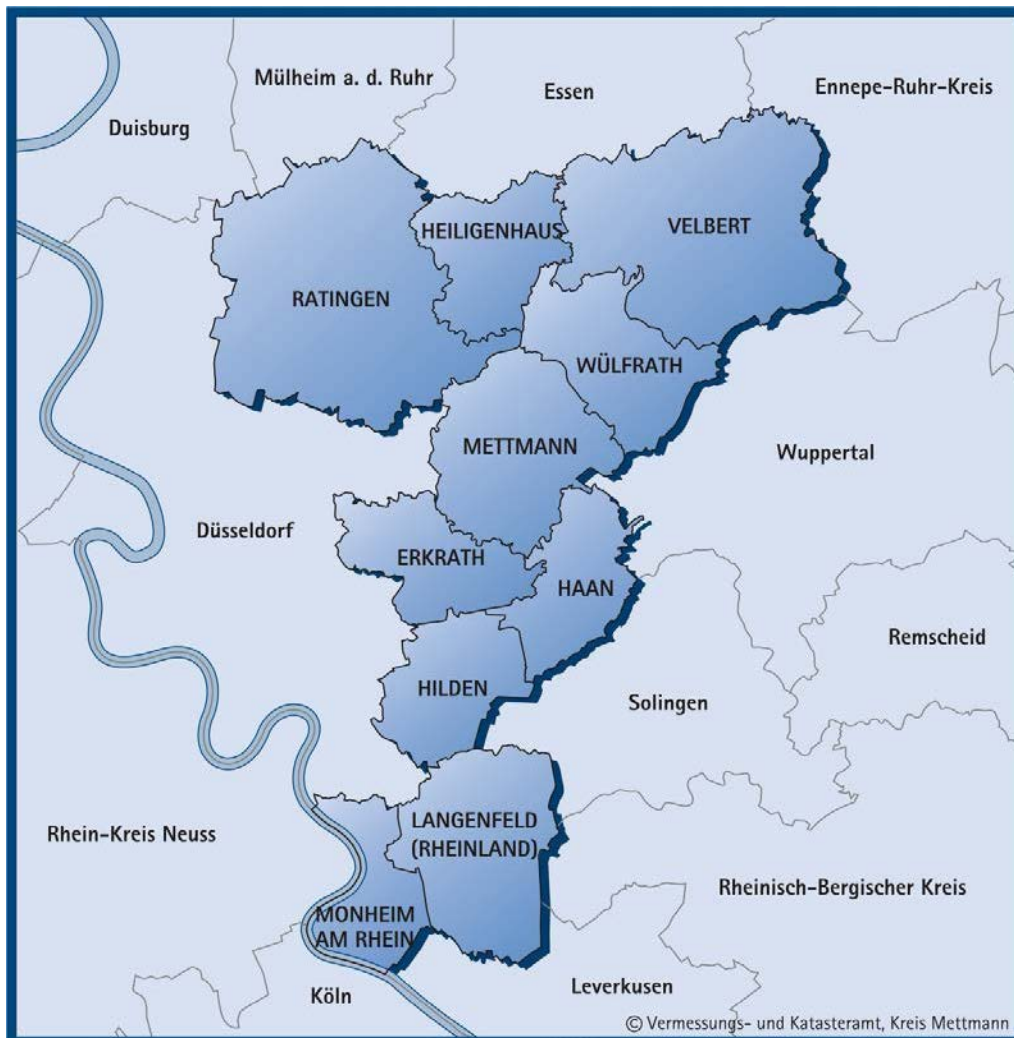 Mülheim a. d. Ruhr
Essen
Ennepe-Ruhr-Kreis
Duisburg
HEILIGENHAUS
VELBERT
RATINGEN
WÜLFRATH
METTMANN
Wuppertal
Düsseldorf
ERKRATH
HAAN
Remscheid
HILDEN
Solingen
Rhein-Kreis Neuss
LANGENFELD
(RHEINLAND)
Rheinisch-Bergischer Kreis
MONHEIM
AM RHEIN
Köln
Leverkusen
© Vermessungs- und Katasteramt, Kreis Mettmann